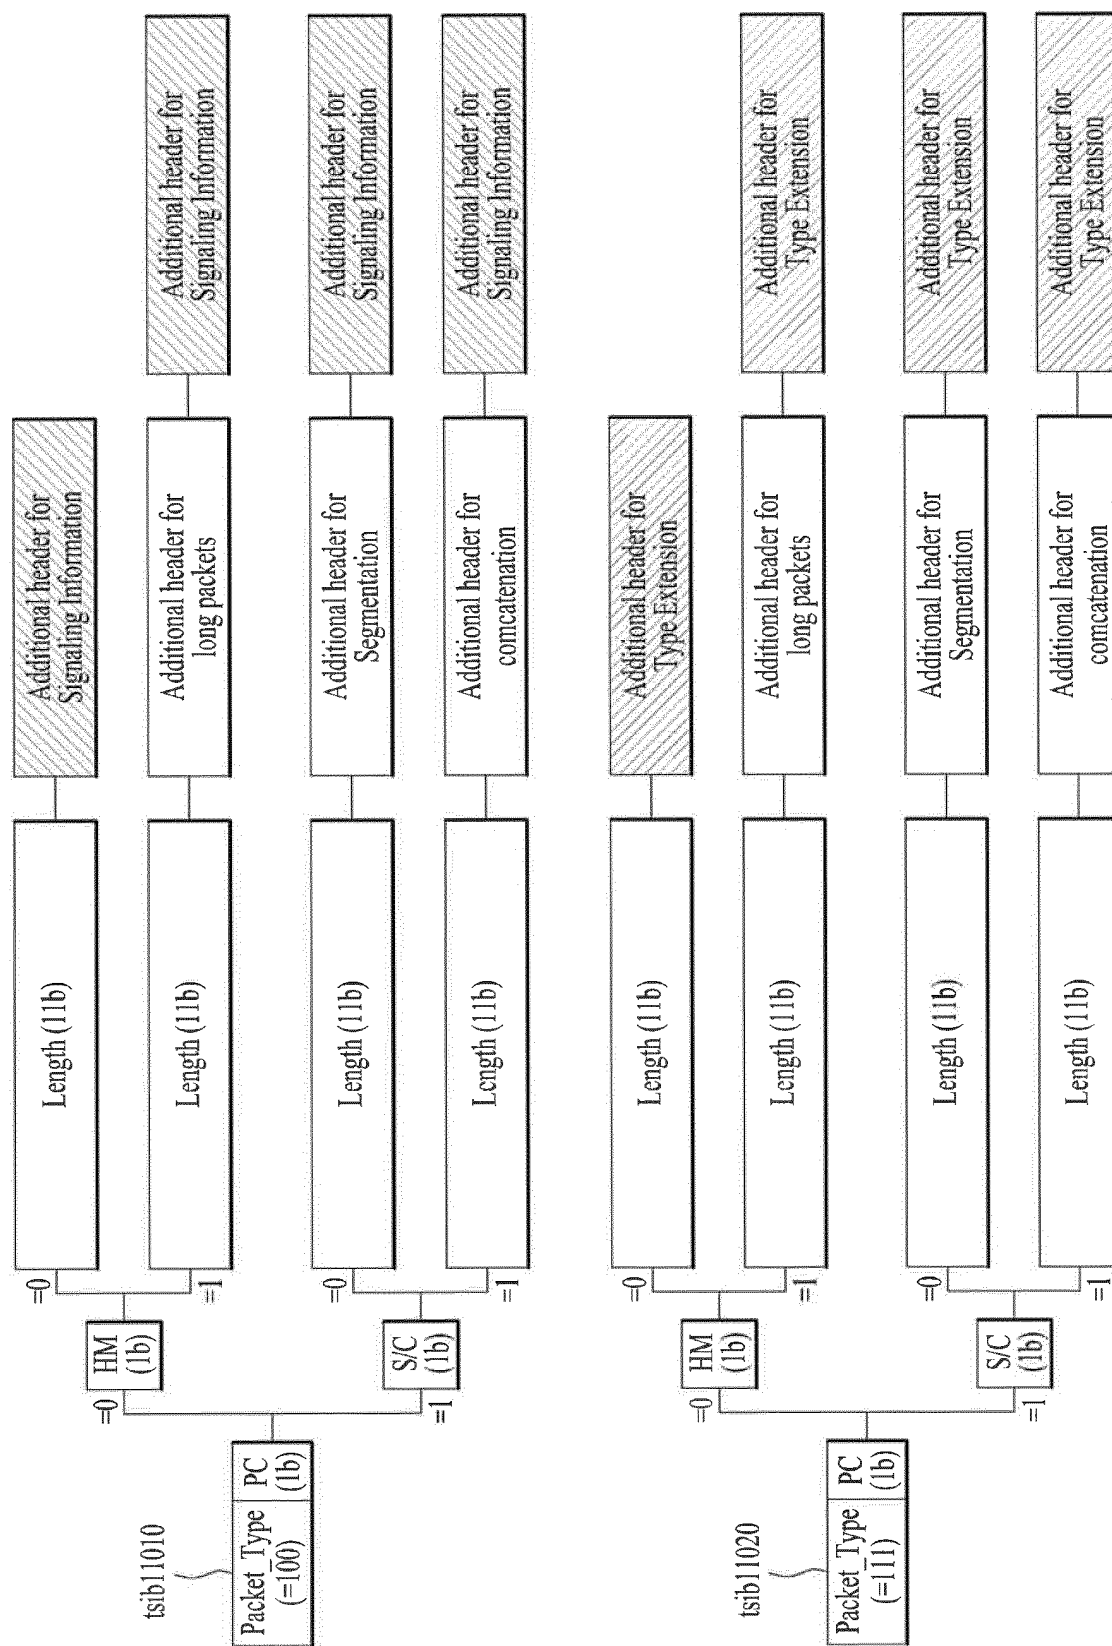 tsib11010
Packet_Type
(=100)
PC
(1b)
=0
HM
(1b)
=0
Length (11b)
Additional header for
Signaling Information
=1
Length (11b)
Additional header for
long packets
Additional header for
Signaling Information
=1
S/C
(1b)
=0
Length (11b)
Additional header for
Segmentation
Additional header for
Signaling Information
=1
Length (11b)
Additional header for
comcatenation
Additional header for
Signaling Information
tsib11020
Packet_Type
(=111)
PC
(1b)
=0
HM
(1b)
=0
Length (11b)
Additional header for
Type Extension
=1
Length (11b)
Additional header for
long packets
Additional header for
Type Extension
=1
S/C
(1b)
=0
Length (11b)
Additional header for
Segmentation
Additional header for
Type Extension
=1
Length (11b)
Additional header for
comcatenation
Additional header for
Type Extension